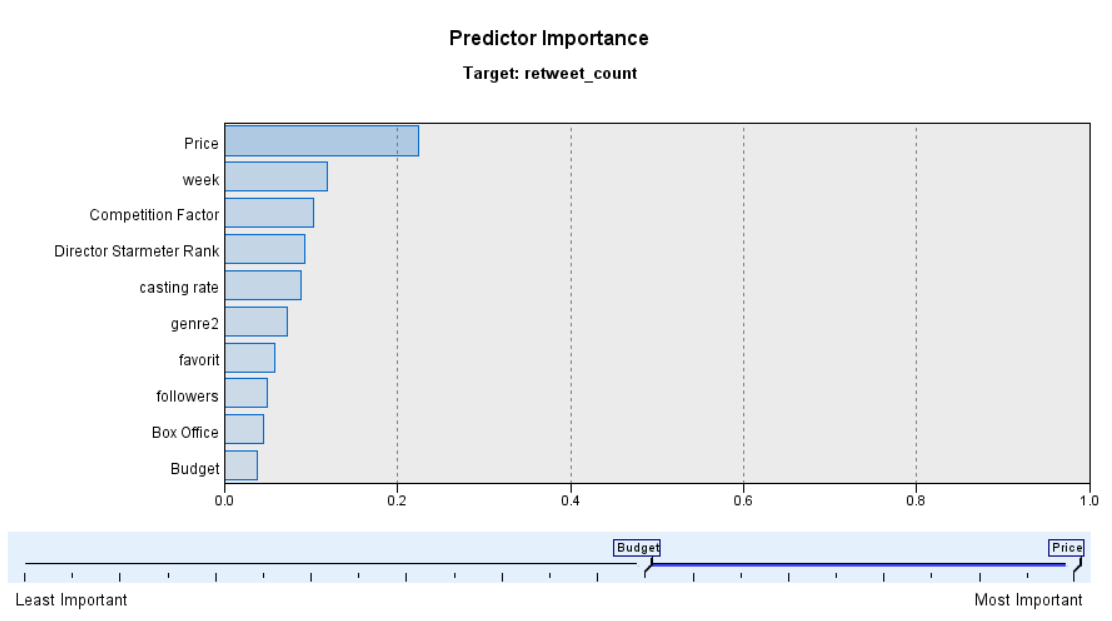 Predictor Importance
Target: retweet_count
Price
week
Competition Factor
Director Starmeter Rank
casting rate
genre2
favorit
followers
Box Office
Budget
0.0 0.2 0.4 0.6 0.8 1.0
Budget Price
Least Important Most Important